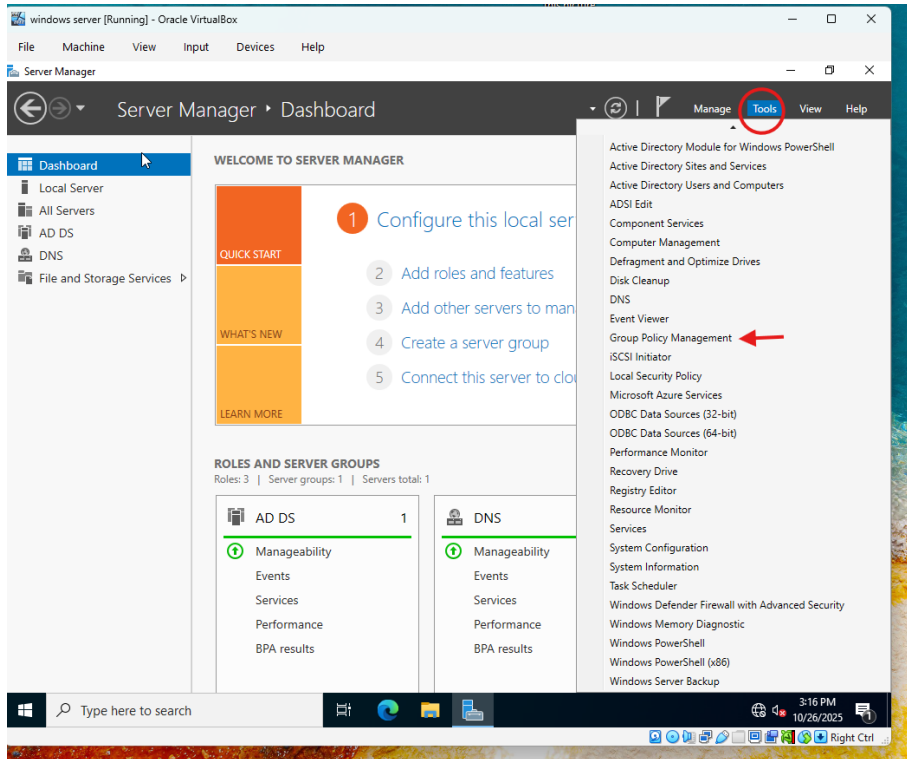 windows server [Running] - Oracle VirtualBox
File Machine View Input Devices Help
Server Manager
Server Manager Dashboard
Manage Tools View Help
Dashboard
Local Server
All Servers
AD DS
DNS
File and Storage Services
WELCOME TO SERVER MANAGER
QUICK START
WHAT'S NEW
LEARN MORE
1 Configure this local ser
2 Add roles and features
3 Add other servers to man
4 Create a server group
5 Connect this server to clou
ROLES AND SERVER GROUPS
Roles: 3 | Server groups: 1 | Servers total: 1
AD DS 1
Manageability
Events
Services
Performance
BPA results
DNS
Manageability
Events
Services
Performance
BPA results
Active Directory Module for Windows PowerShell
Active Directory Sites and Services
Active Directory Users and Computers
ADSI Edit
Component Services
Computer Management
Defragment and Optimize Drives
Disk Cleanup
DNS
Event Viewer
Group Policy Management
iSCSI Initiator
Local Security Policy
Microsoft Azure Services
ODBC Data Sources (32-bit)
ODBC Data Sources (64-bit)
Performance Monitor
Recovery Drive
Registry Editor
Resource Monitor
Services
System Configuration
System Information
Task Scheduler
Windows Defender Firewall with Advanced Security
Windows Memory Diagnostic
Windows PowerShell
Windows PowerShell (x86)
Windows Server Backup
Type here to search
3:16 PM
10/26/2025
1
Right Ctrl